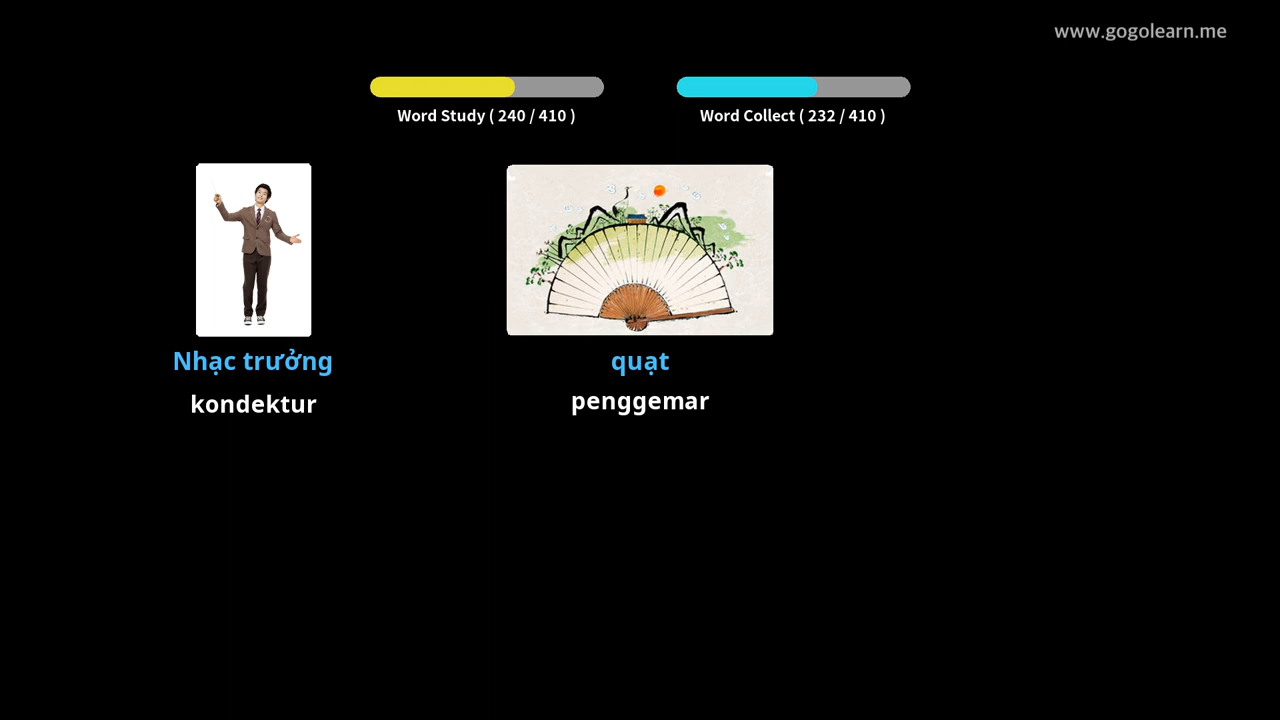 www.gogolearn.me
Word Study ( 240 / 410 )
Word Collect ( 232 / 410 )
Nhạc trưởng
kondektur
quạt
penggemar